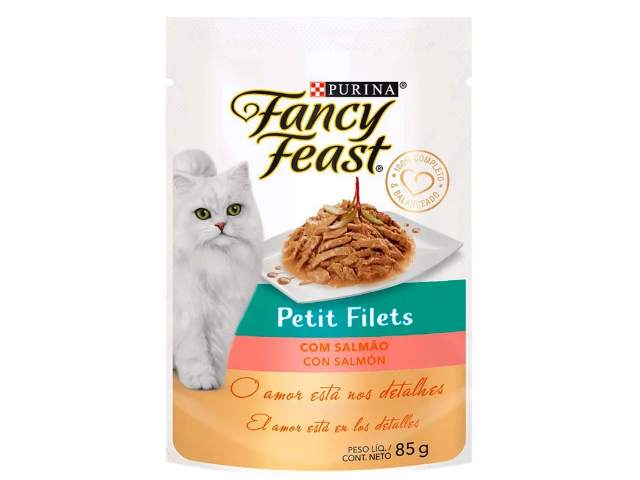 PURINA®
Fancy
Feast®
100% COMPLETO
& BALANCEADO
Petit Filets
COM SALMÃO
CON SALMÓN
O amor está nos detalhes
El amor está en los detalles
PESO LÍQ./
CONT. NETO 85 g